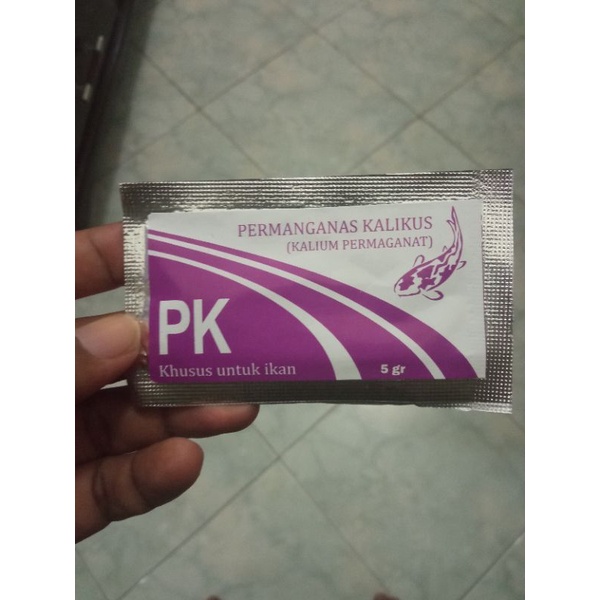 PERMANGANAS KALIKUS
(KALIUM PERMAGANAT)
PK
Khusus untuk ikan
5 gr